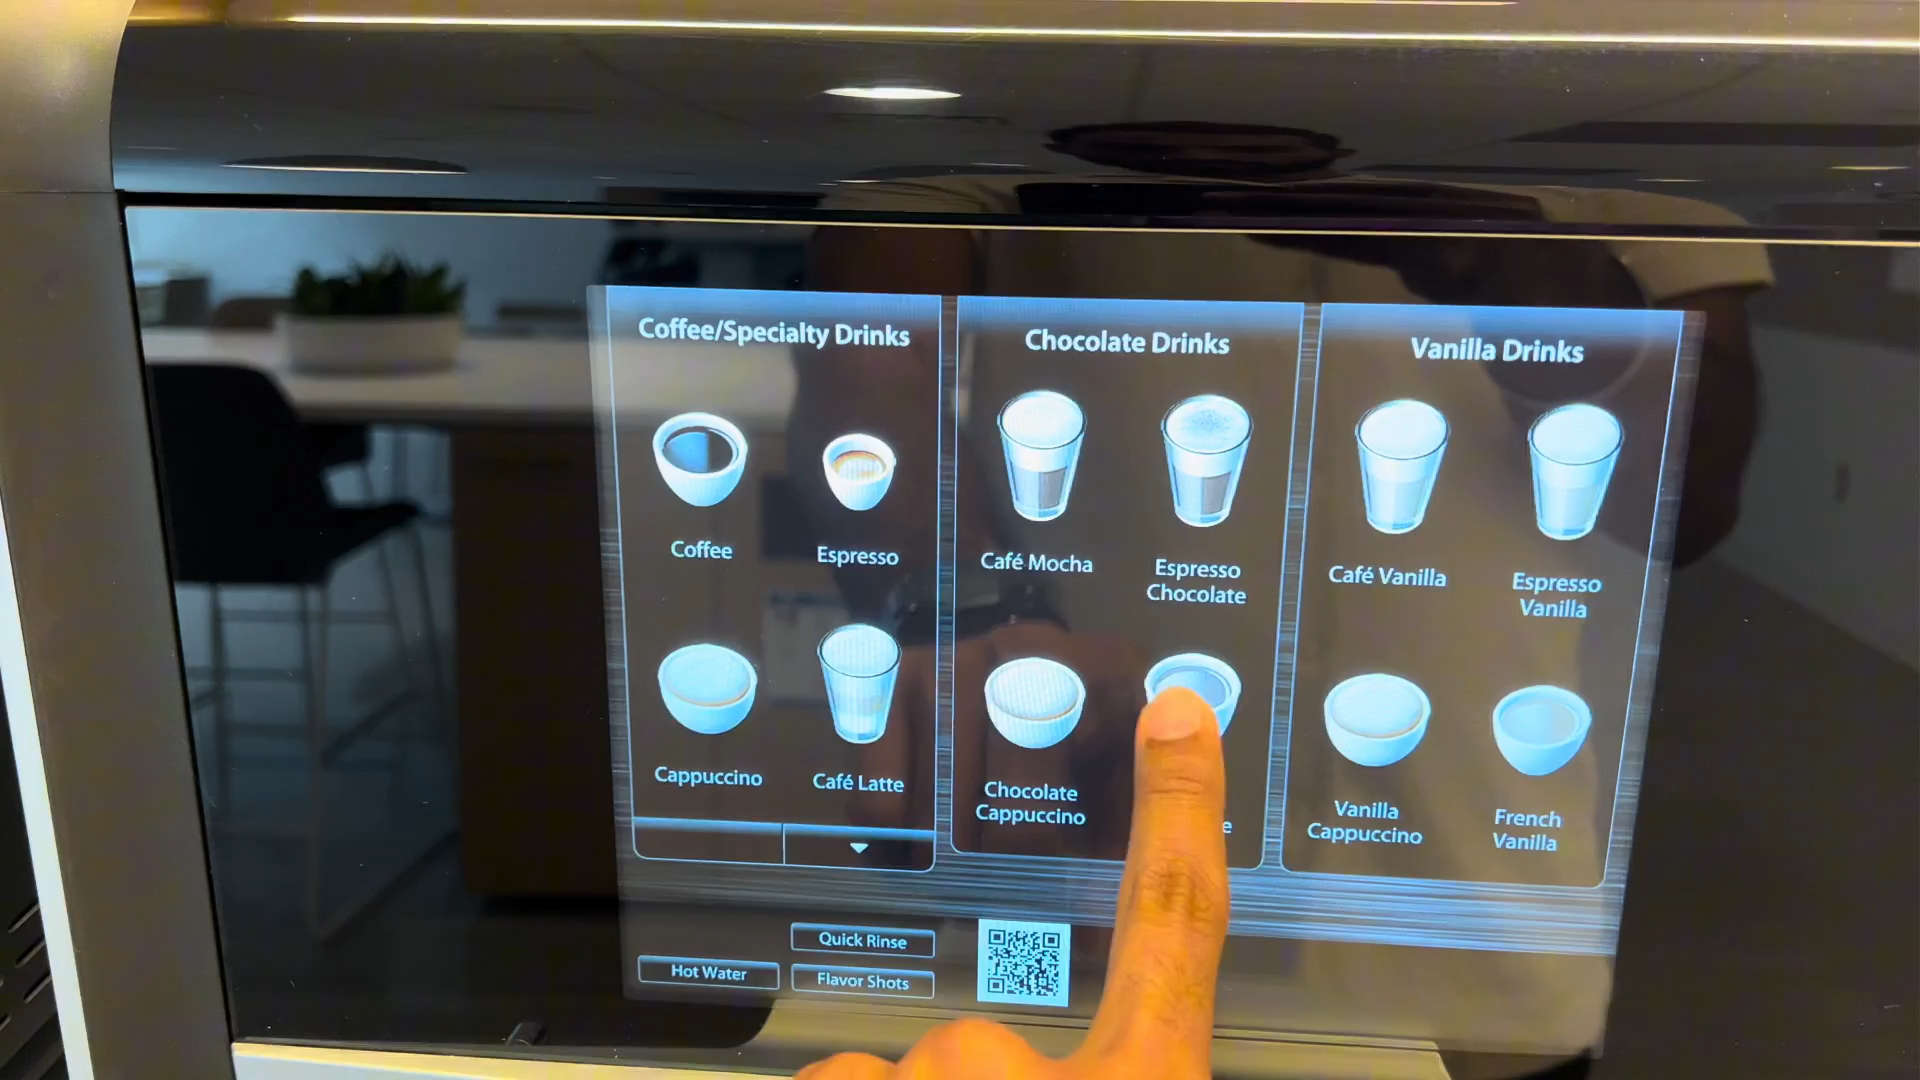 Coffee/Specialty Drinks
Coffee
Espresso
Cappuccino
Café Latte
Chocolate Drinks
Café Mocha
Espresso
Chocolate
Chocolate
Cappuccino
Vanilla Drinks
Café Vanilla
Espresso
Vanilla
Vanilla
Cappuccino
French
Vanilla
Quick Rinse
Hot Water
Flavor Shots